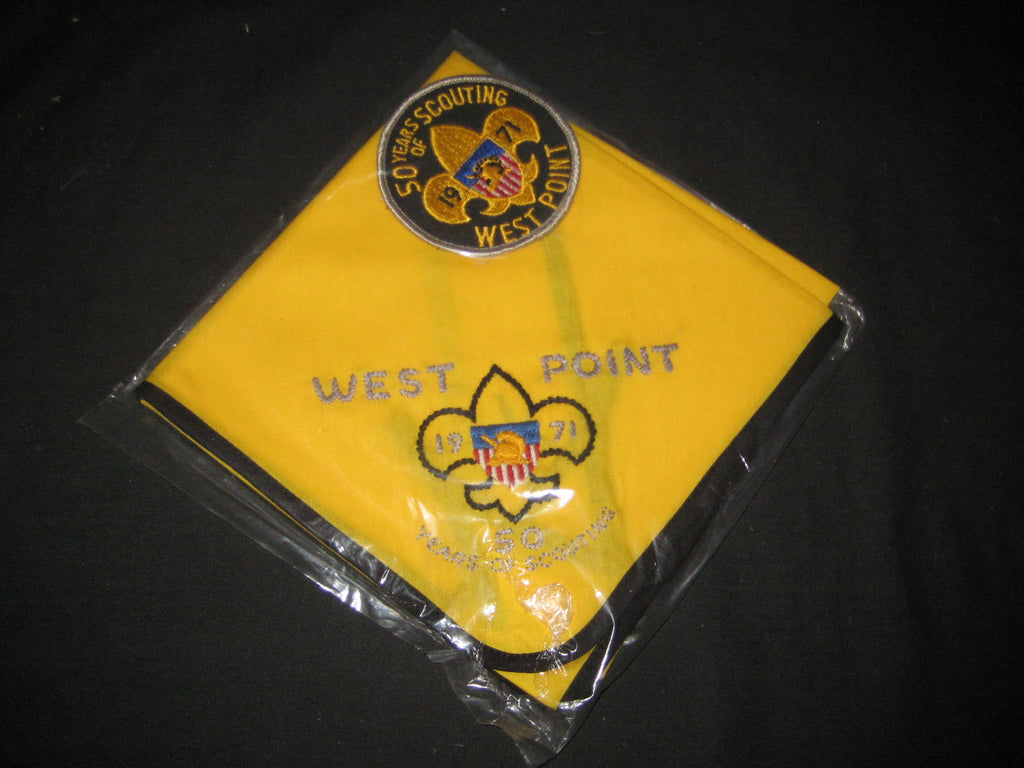 50 YEARS OF SCOUTING
19 71
WEST POINT
WEST POINT
19 71
50
YEARS-OF-SCOUTING